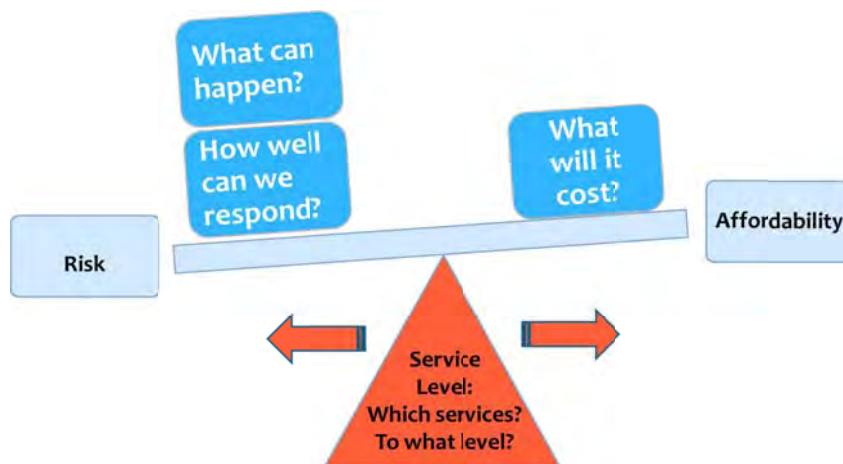 What can
happen?
How well
can we
respond?
What
will it
cost?
Risk
Affordability
Service
Level:
Which services?
To what level?